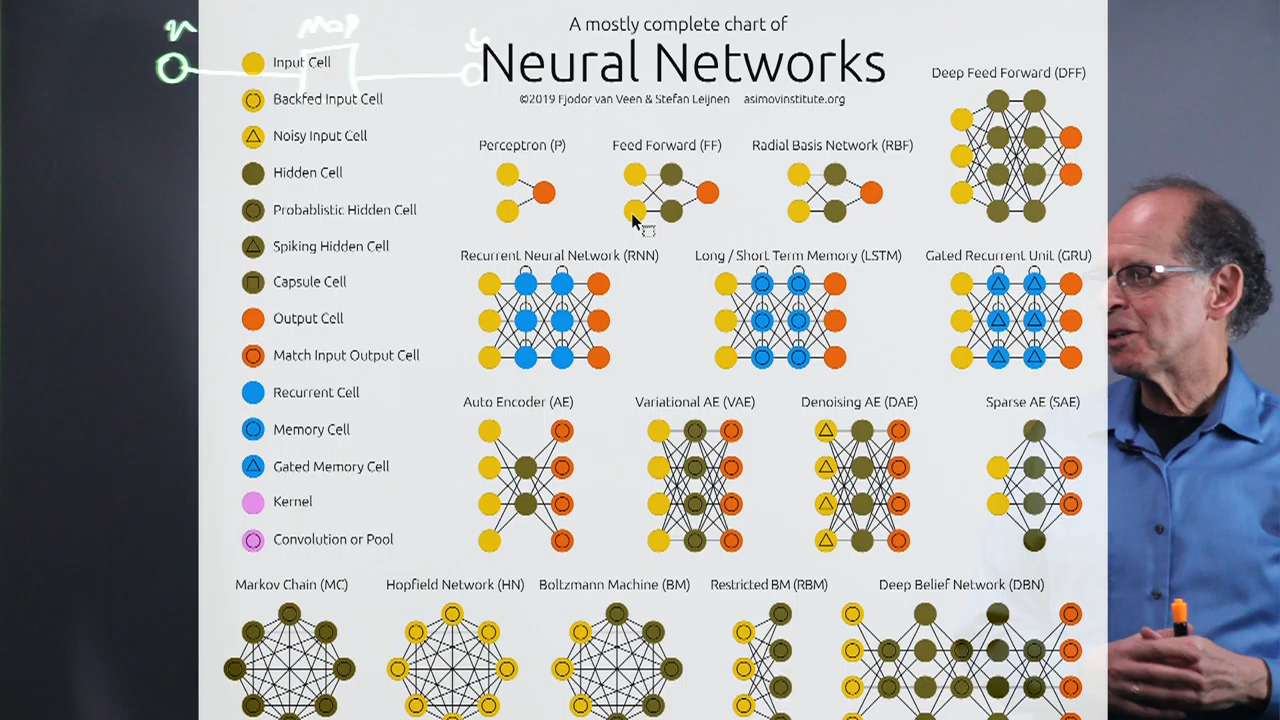 x
Map
y
A mostly complete chart of
Neural Networks
©2019 Fjodor van Veen & Stefan Leijnen asimovinstitute.org
Input Cell
Backfed Input Cell
Noisy Input Cell
Hidden Cell
Probablistic Hidden Cell
Spiking Hidden Cell
Capsule Cell
Output Cell
Match Input Output Cell
Recurrent Cell
Memory Cell
Gated Memory Cell
Kernel
Convolution or Pool
Deep Feed Forward (DFF)
Perceptron (P) Feed Forward (FF) Radial Basis Network (RBF)
Recurrent Neural Network (RNN) Long / Short Term Memory (LSTM) Gated Recurrent Unit (GRU)
Auto Encoder (AE) Variational AE (VAE) Denoising AE (DAE) Sparse AE (SAE)
Markov Chain (MC) Hopfield Network (HN) Boltzmann Machine (BM) Restricted BM (RBM) Deep Belief Network (DBN)